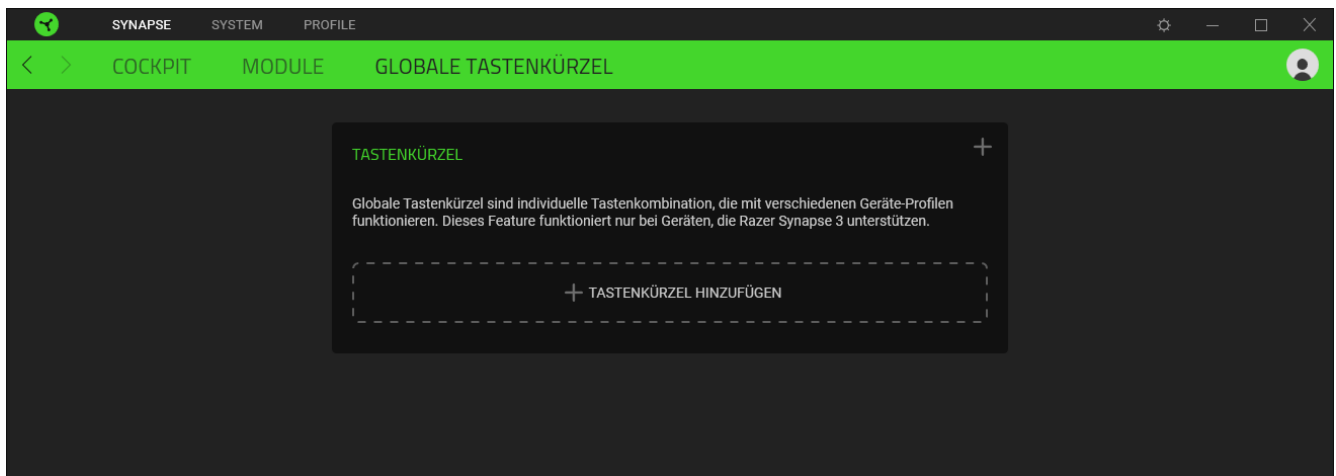 SYNAPSE SYSTEM PROFILE
COCKPIT MODULE GLOBALE TASTENKÜRZEL
TASTENKÜRZEL
Globale Tastenkürzel sind individuelle Tastenkombination, die mit verschiedenen Geräte-Profilen
funktionieren. Dieses Feature funktioniert nur bei Geräten, die Razer Synapse 3 unterstützen.
TASTENKÜRZEL HINZUFÜGEN